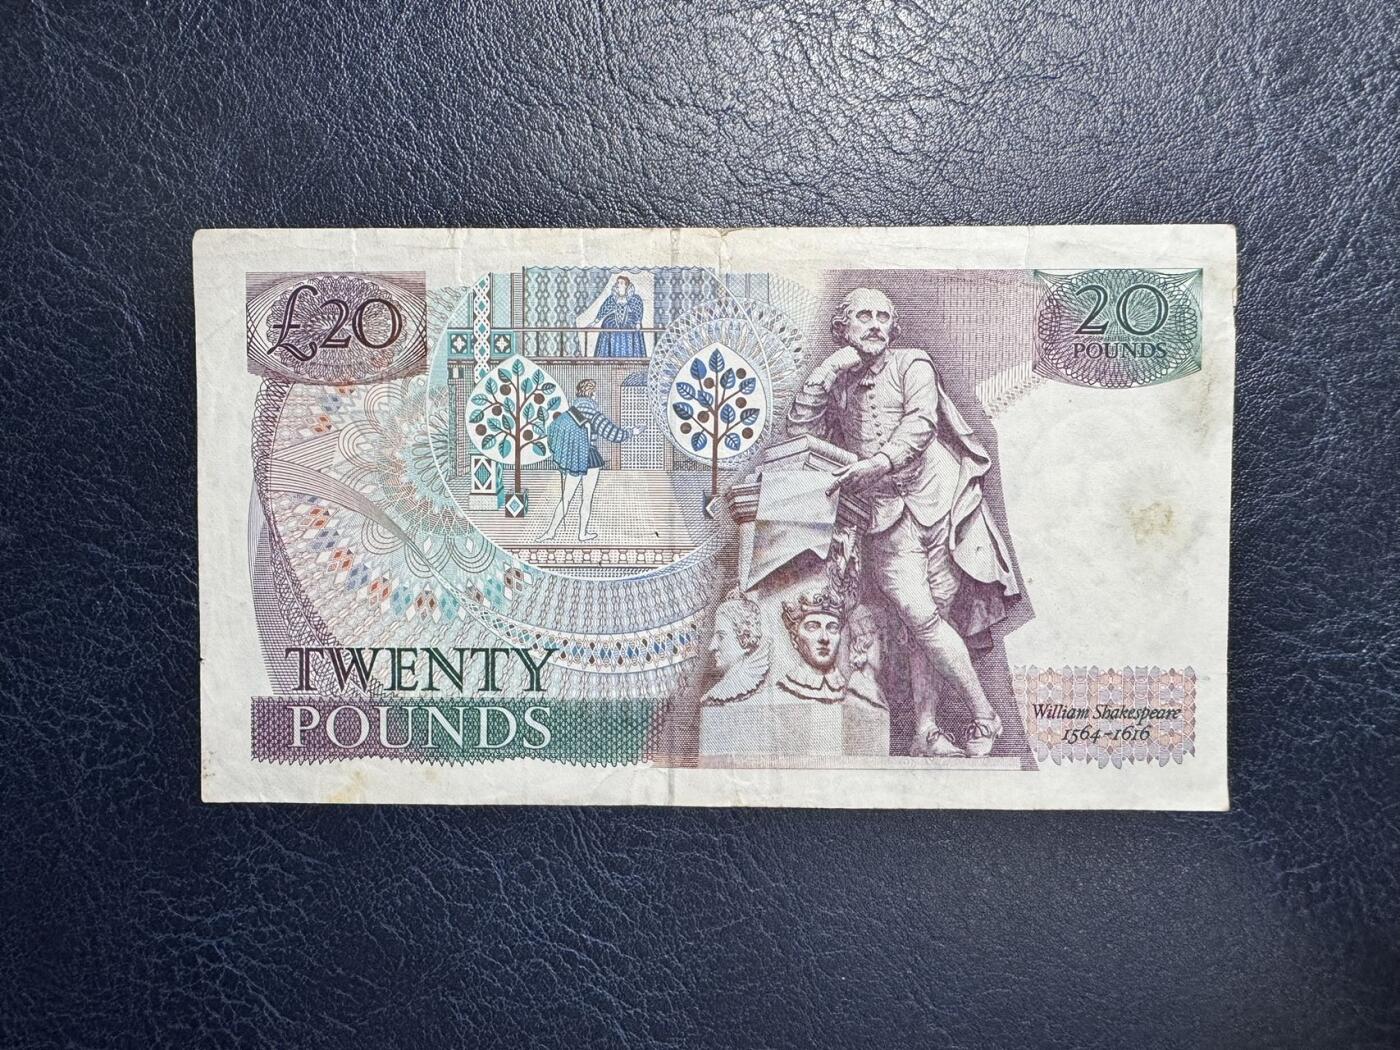 £20
20
POUNDS
TWENTY
POUNDS
William Shakespeare
1564-1616